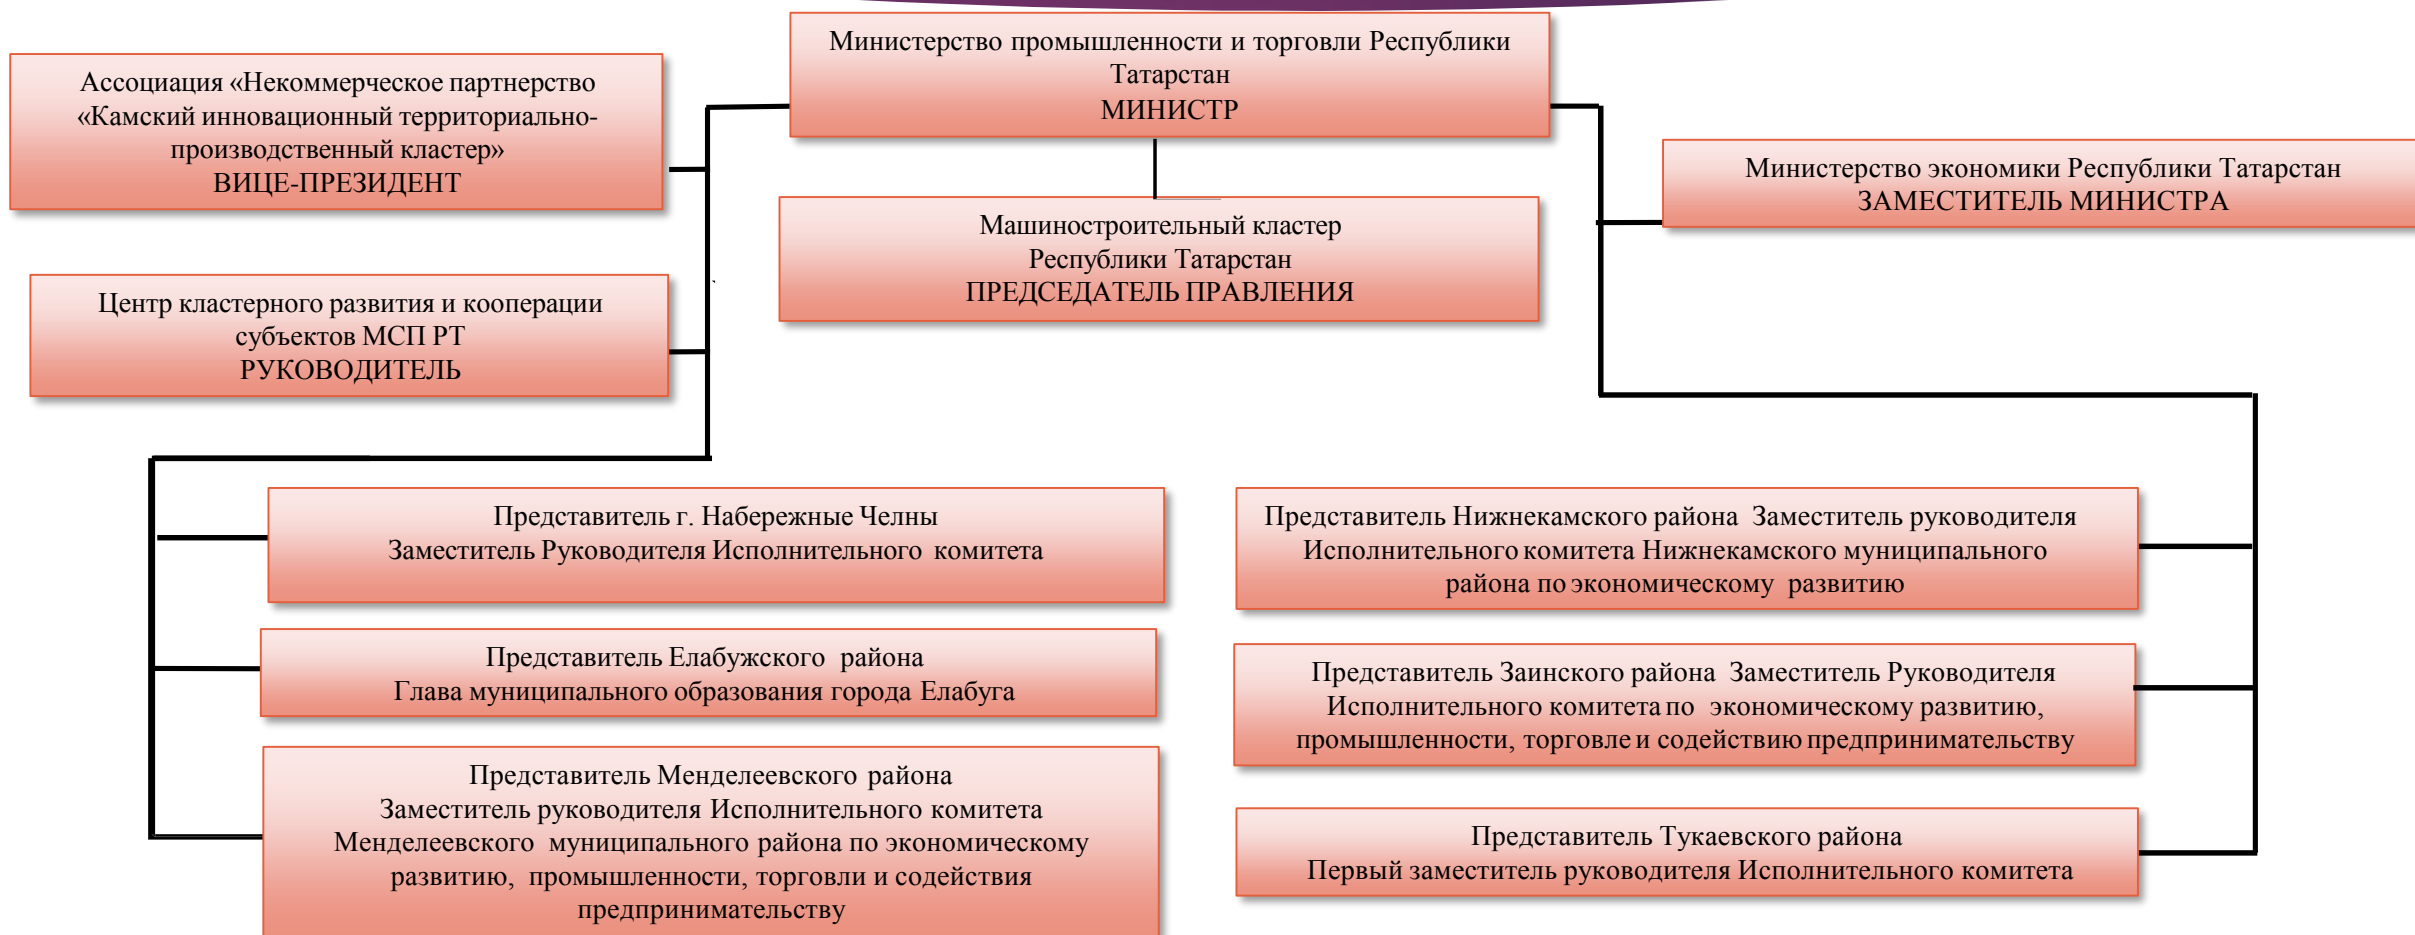 Министерство промышленности и торговли Республики
Татарстан
МИНИСТР
Ассоциация «Некоммерческое партнерство
«Камский инновационный территориально-
производственный кластер»
ВИЦЕ-ПРЕЗИДЕНТ
Министерство экономики Республики Татарстан
ЗАМЕСТИТЕЛЬ МИНИСТРА
Машиностроительный кластер
Республики Татарстан
ПРЕДСЕДАТЕЛЬ ПРАВЛЕНИЯ
Центр кластерного развития и кооперации
субъектов МСП РТ
РУКОВОДИТЕЛЬ
Представитель г. Набережные Челны
Заместитель Руководителя Исполнительного комитета
Представитель Елабужского района
Глава муниципального образования города Елабуга
Представитель Менделеевского района
Заместитель руководителя Исполнительного комитета
Менделеевского муниципального района по экономическому
развитию, промышленности, торговли и содействия
предпринимательству
Представитель Нижнекамского района Заместитель руководителя
Исполнительного комитета Нижнекамского муниципального
района по экономическому развитию
Представитель Заинского района Заместитель Руководителя
Исполнительного комитета по экономическому развитию,
промышленности, торговле и содействию предпринимательству
Представитель Тукаевского района
Первый заместитель руководителя Исполнительного комитета